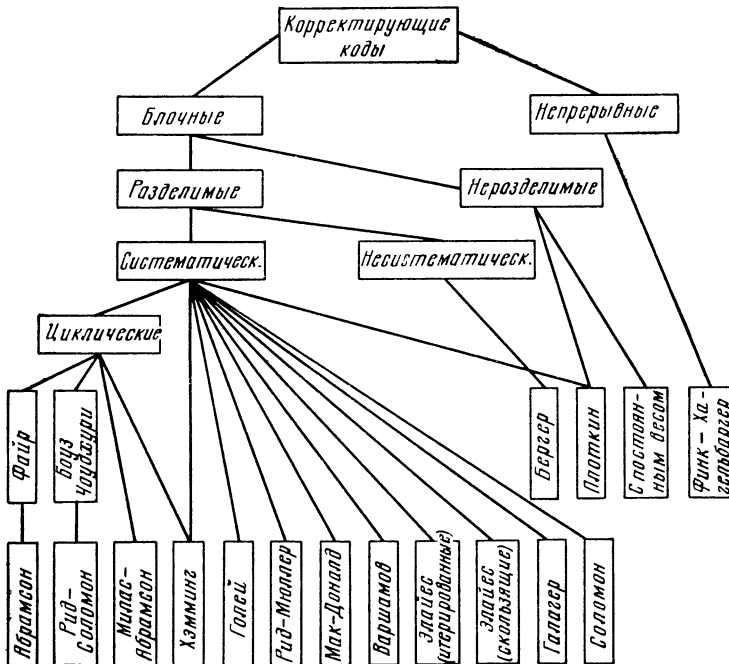 Корректирующие
коды
Блочные
Непрерывные
Разделимые
Неразделимые
Систематическ.
Несистематическ.
Циклические
Файр
Боуз
Чоудхури
Бергер
Плоткин
С постоян-
ным весом
Финк – Ха-
гельбаргер
Абрамсон
Рид–
Соломон
Милас–
Абрамсон
Хэмминг
Голей
Рид–Мюллер
Мак–Дональд
Варшамов
Элайес
(итерированные)
Элайес
(скользящие)
Галагер
Соломон